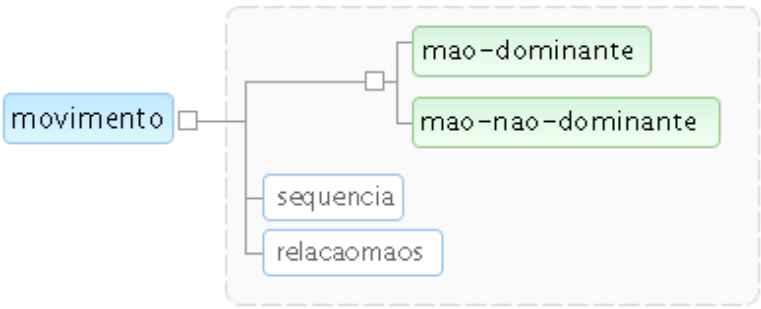 mao-dominante
movimento
mao-nao-dominante
sequencia
relacaomaos